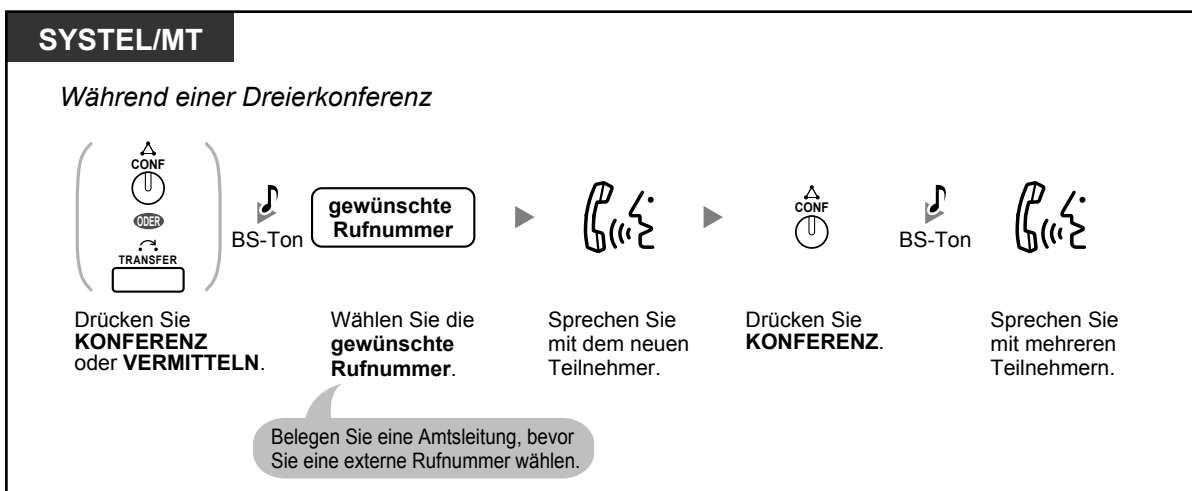 SYSTEL/MT
Während einer Dreierkonferenz
CONF
ODER
TRANSFER
BS-Ton
gewünschte
Rufnummer
CONF
BS-Ton
Drücken Sie
KONFERENZ
oder VERMITTELN.
Wählen Sie die
gewünschte
Rufnummer.
Sprechen Sie
mit dem neuen
Teilnehmer.
Drücken Sie
KONFERENZ.
Sprechen Sie
mit mehreren
Teilnehmern.
Belegen Sie eine Amtsleitung, bevor
Sie eine externe Rufnummer wählen.